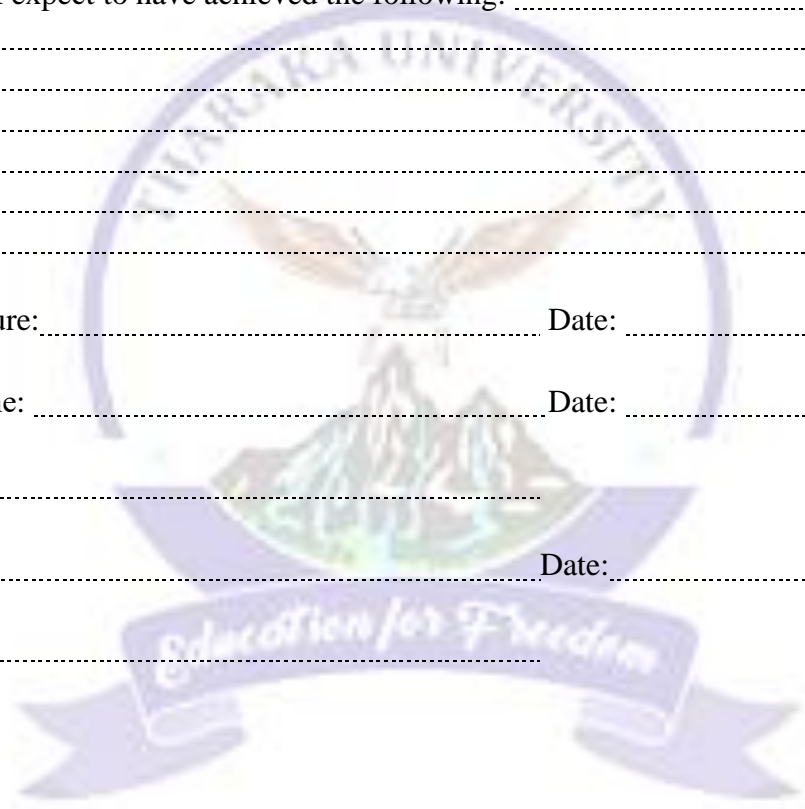 expect to have achieved the following:
THARAKA UNIVERSITY
ure: Date:
e: Date:
Date:
Education for Freedom